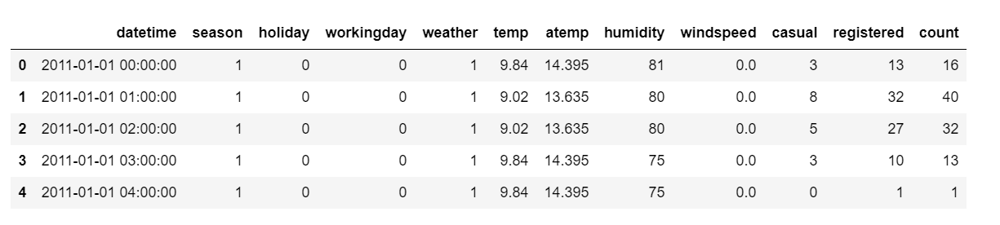 datetime season holiday workingday weather temp atemp humidity windspeed casual registered count
0 2011-01-01 00:00:00 1 0 0 1 9.84 14.395 81 0.0 3 13 16
1 2011-01-01 01:00:00 1 0 0 1 9.02 13.635 80 0.0 8 32 40
2 2011-01-01 02:00:00 1 0 0 1 9.02 13.635 80 0.0 5 27 32
3 2011-01-01 03:00:00 1 0 0 1 9.84 14.395 75 0.0 3 10 13
4 2011-01-01 04:00:00 1 0 0 1 9.84 14.395 75 0.0 0 1 1